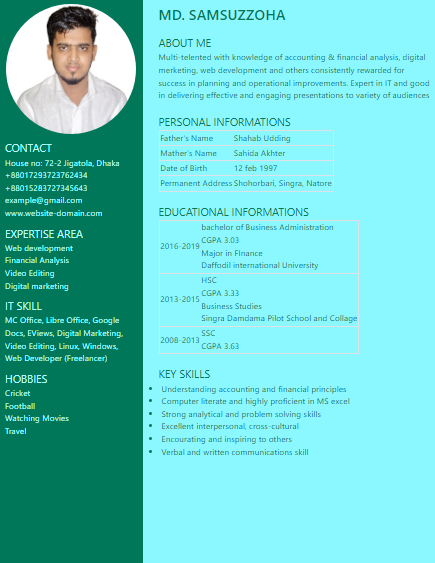 MD. SAMSUZZOHA
ABOUT ME
Multi-telented with knowledge of accounting & financial analysis, digital
merketing, web development and others consistently rewarded for
success in planning and operational improvements. Expert in IT and good
in delivering effective and engaging presentations to variety of audiences
PERSONAL INFORMATIONS
Father's Name Shahab Udding
Mather's Name Sahida Akhter
Date of Birth 12 feb 1997
Permanent Address Shohorbari, Singra, Natore
EDUCATIONAL INFORMATIONS
2016-2019
bachelor of Business Administration
CGPA 3.03
Major in FInance
Daffodil international University
2013-2015
HSC
CGPA 3.33
Business Studies
Singra Damdama Pilot School and Collage
2008-2013
SSC
CGPA 3.63
KEY SKILLS
• Understanding accounting and financial principles
• Computer literate and highly proficient in MS excel
• Strong analytical and problem solving skills
• Excellent interpersonal, cross-cultural
• Encourating and inspiring to others
• Verbal and written communications skill
CONTACT
House no: 72-2 Jigatola, Dhaka
+88017293723762434
+88015283727345643
example@gmail.com
www.website-domain.com
EXPERTISE AREA
Web development
Financial Analysis
Video Editing
Digital marketing
IT SKILL
MC Office, Libre Office, Google
Docs, EViews, Digital Marketing,
Video Editing, Linux, Windows,
Web Developer (Freelancer)
HOBBIES
Cricket
Football
Watching Movies
Travel